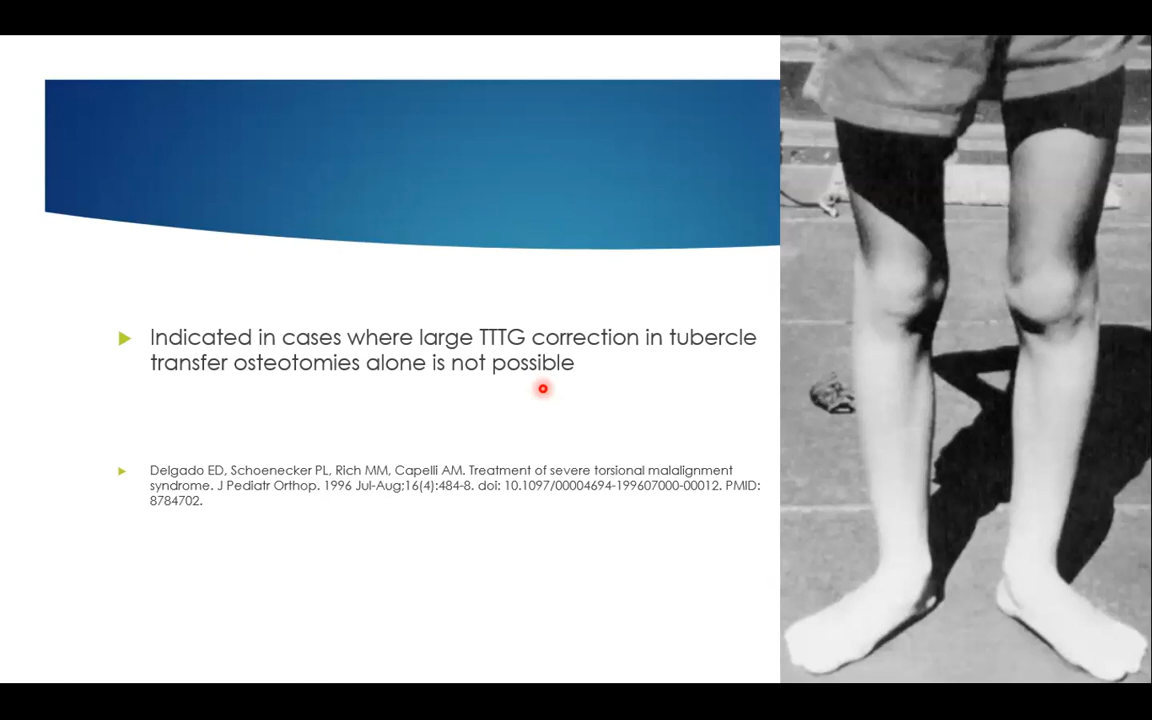 Indicated in cases where large TTTG correction in tubercle
transfer osteotomies alone is not possible
Delgado ED, Schoenecker PL, Rich MM, Capelli AM. Treatment of severe torsional malalignment
syndrome. J Pediatr Orthop. 1996 Jul-Aug;16(4):484-8. doi: 10.1097/00004694-199607000-00012. PMID:
8784702.